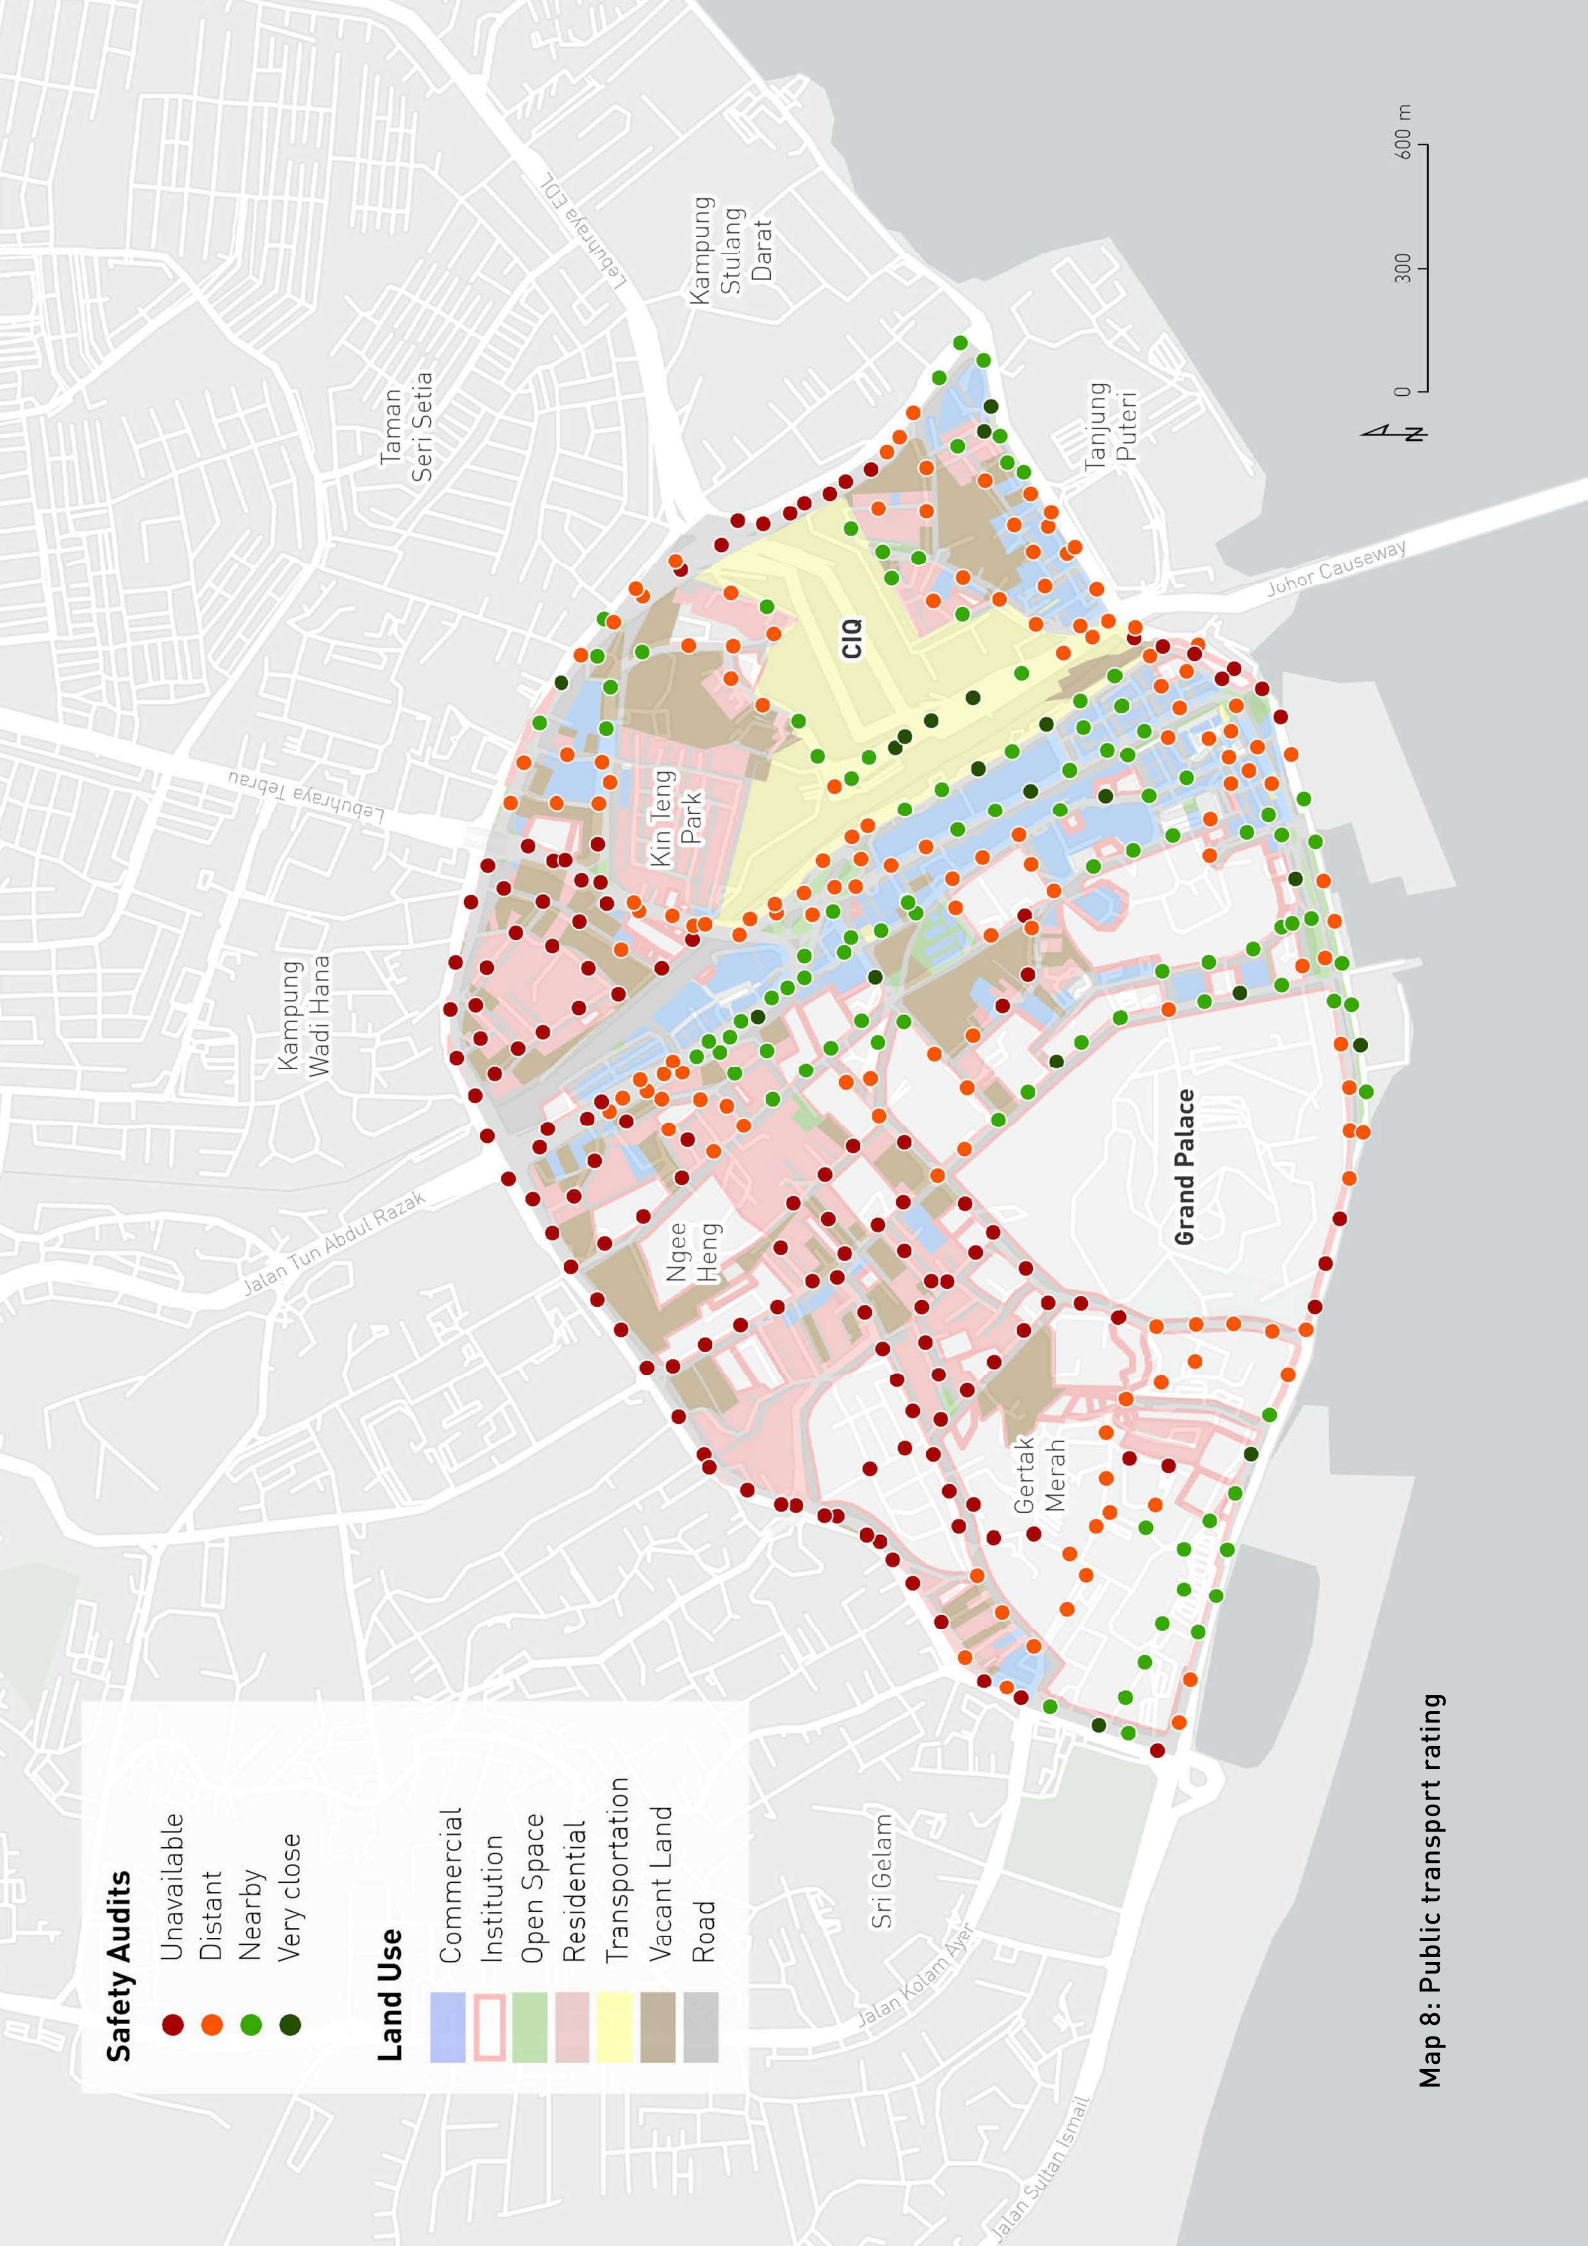 Safety Audits
Unavailable
Distant
Nearby
Very close
Land Use
Commercial
Institution
Open Space
Residential
Transportation
Vacant Land
Road
Jalan Tun Abdul Razak
Lebuhraya Tebrau
Lebuhraya EDL
Kampung
Wadi Hana
Taman
Seri Setia
Kampung
Stulang
Darat
Kin Teng
Park
CIQ
Ngee
Heng
Sri Gelam
Jalan Kolam Ayer
Jalan Sultan Ismail
Gertak
Merah
Grand Palace
Tanjung
Puteri
Johor Causeway
N
0 300 600 m
Map 8: Public transport rating